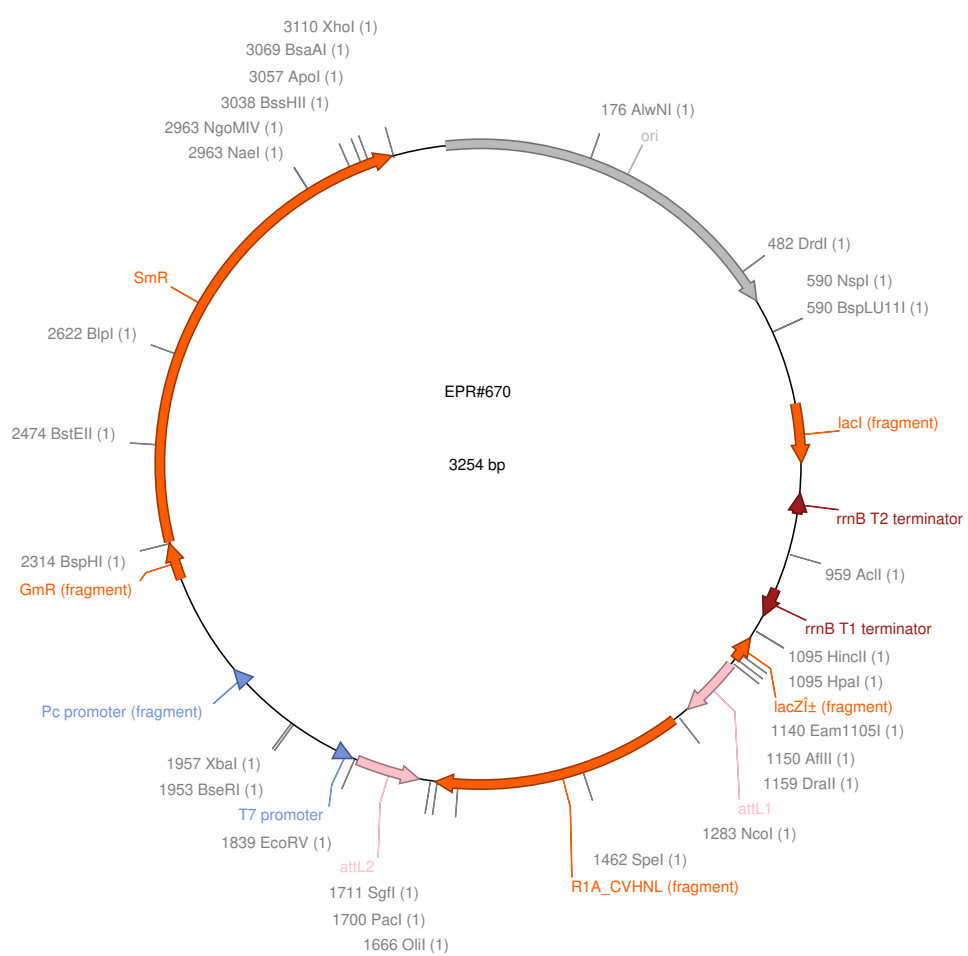 3110 XhoI (1)
3069 BsaAI (1)
3057 ApoI (1)
3038 BssHII (1)
2963 NgoMIV (1)
2963 NaeI (1)
176 AlwNI (1)
ori
482 DrdI (1)
590 NspI (1)
590 BspLU11I (1)
SmR
2622 BlpI (1)
2474 BstEII (1)
EPR#670
3254 bp
lacI (fragment)
rrnB T2 terminator
2314 BspHI (1)
GmR (fragment)
959 AclI (1)
rrnB T1 terminator
1095 HincII (1)
1095 HpaI (1)
lacZÎ± (fragment)
1140 Eam1105I (1)
1150 AflII (1)
1159 DraII (1)
attL1
1283 NcoI (1)
Pc promoter (fragment)
1957 XbaI (1)
1953 BseRI (1)
T7 promoter
1839 EcoRV (1)
attL2
1462 SpeI (1)
R1A_CVHNL (fragment)
1711 SgfI (1)
1700 PacI (1)
1666 OliI (1)